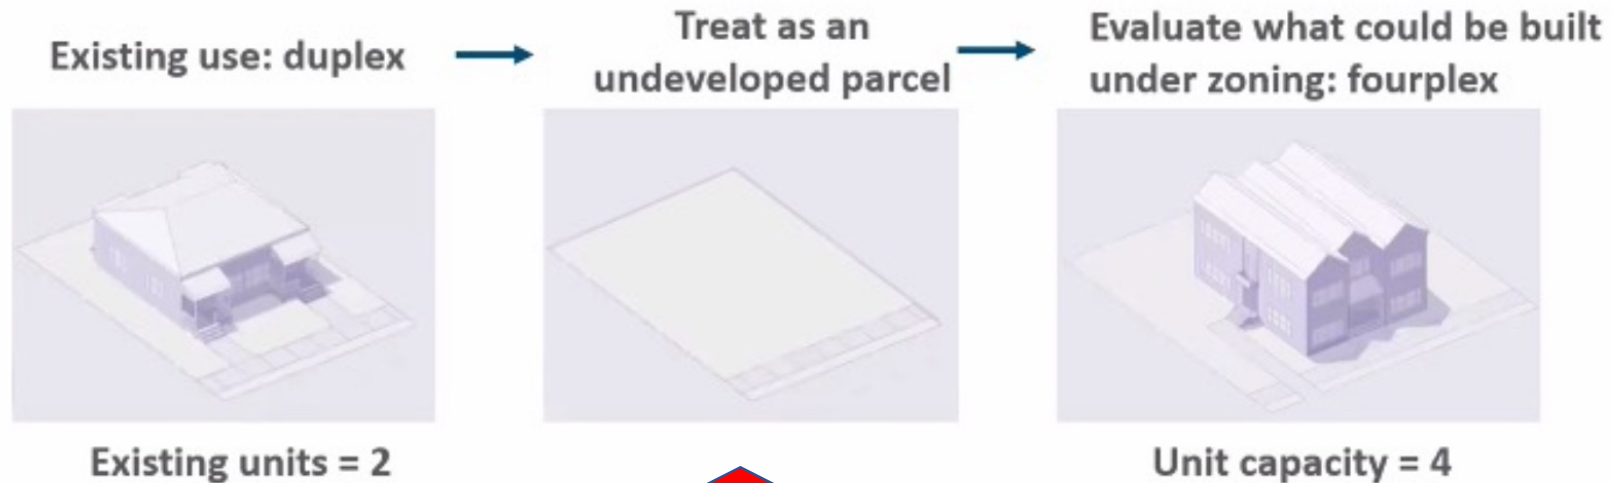 Existing use: duplex
Treat as an
undeveloped parcel
Evaluate what could be built
under zoning: fourplex
Existing units = 2
Unit capacity = 4